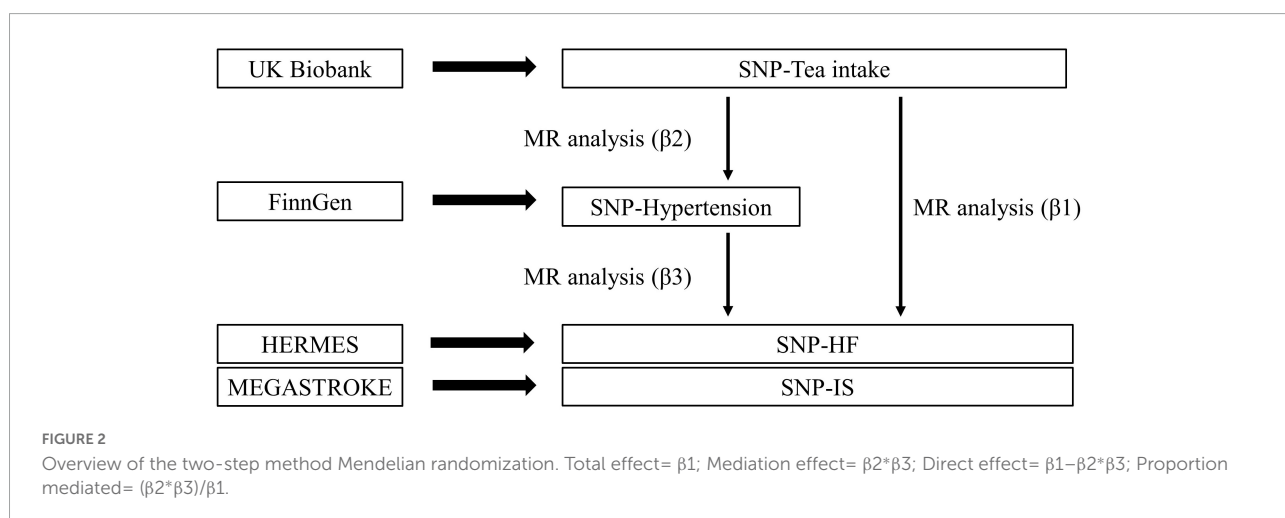 UK Biobank
SNP-Tea intake
MR analysis (β2)
FinnGen
SNP-Hypertension
MR analysis (β1)
MR analysis (β3)
HERMES
SNP-HF
MEGASTROKE
SNP-IS
FIGURE 2
Overview of the two-step method Mendelian randomization. Total effect= β1; Mediation effect= β2*β3; Direct effect= β1–β2*β3; Proportion
mediated= (β2*β3)/β1.